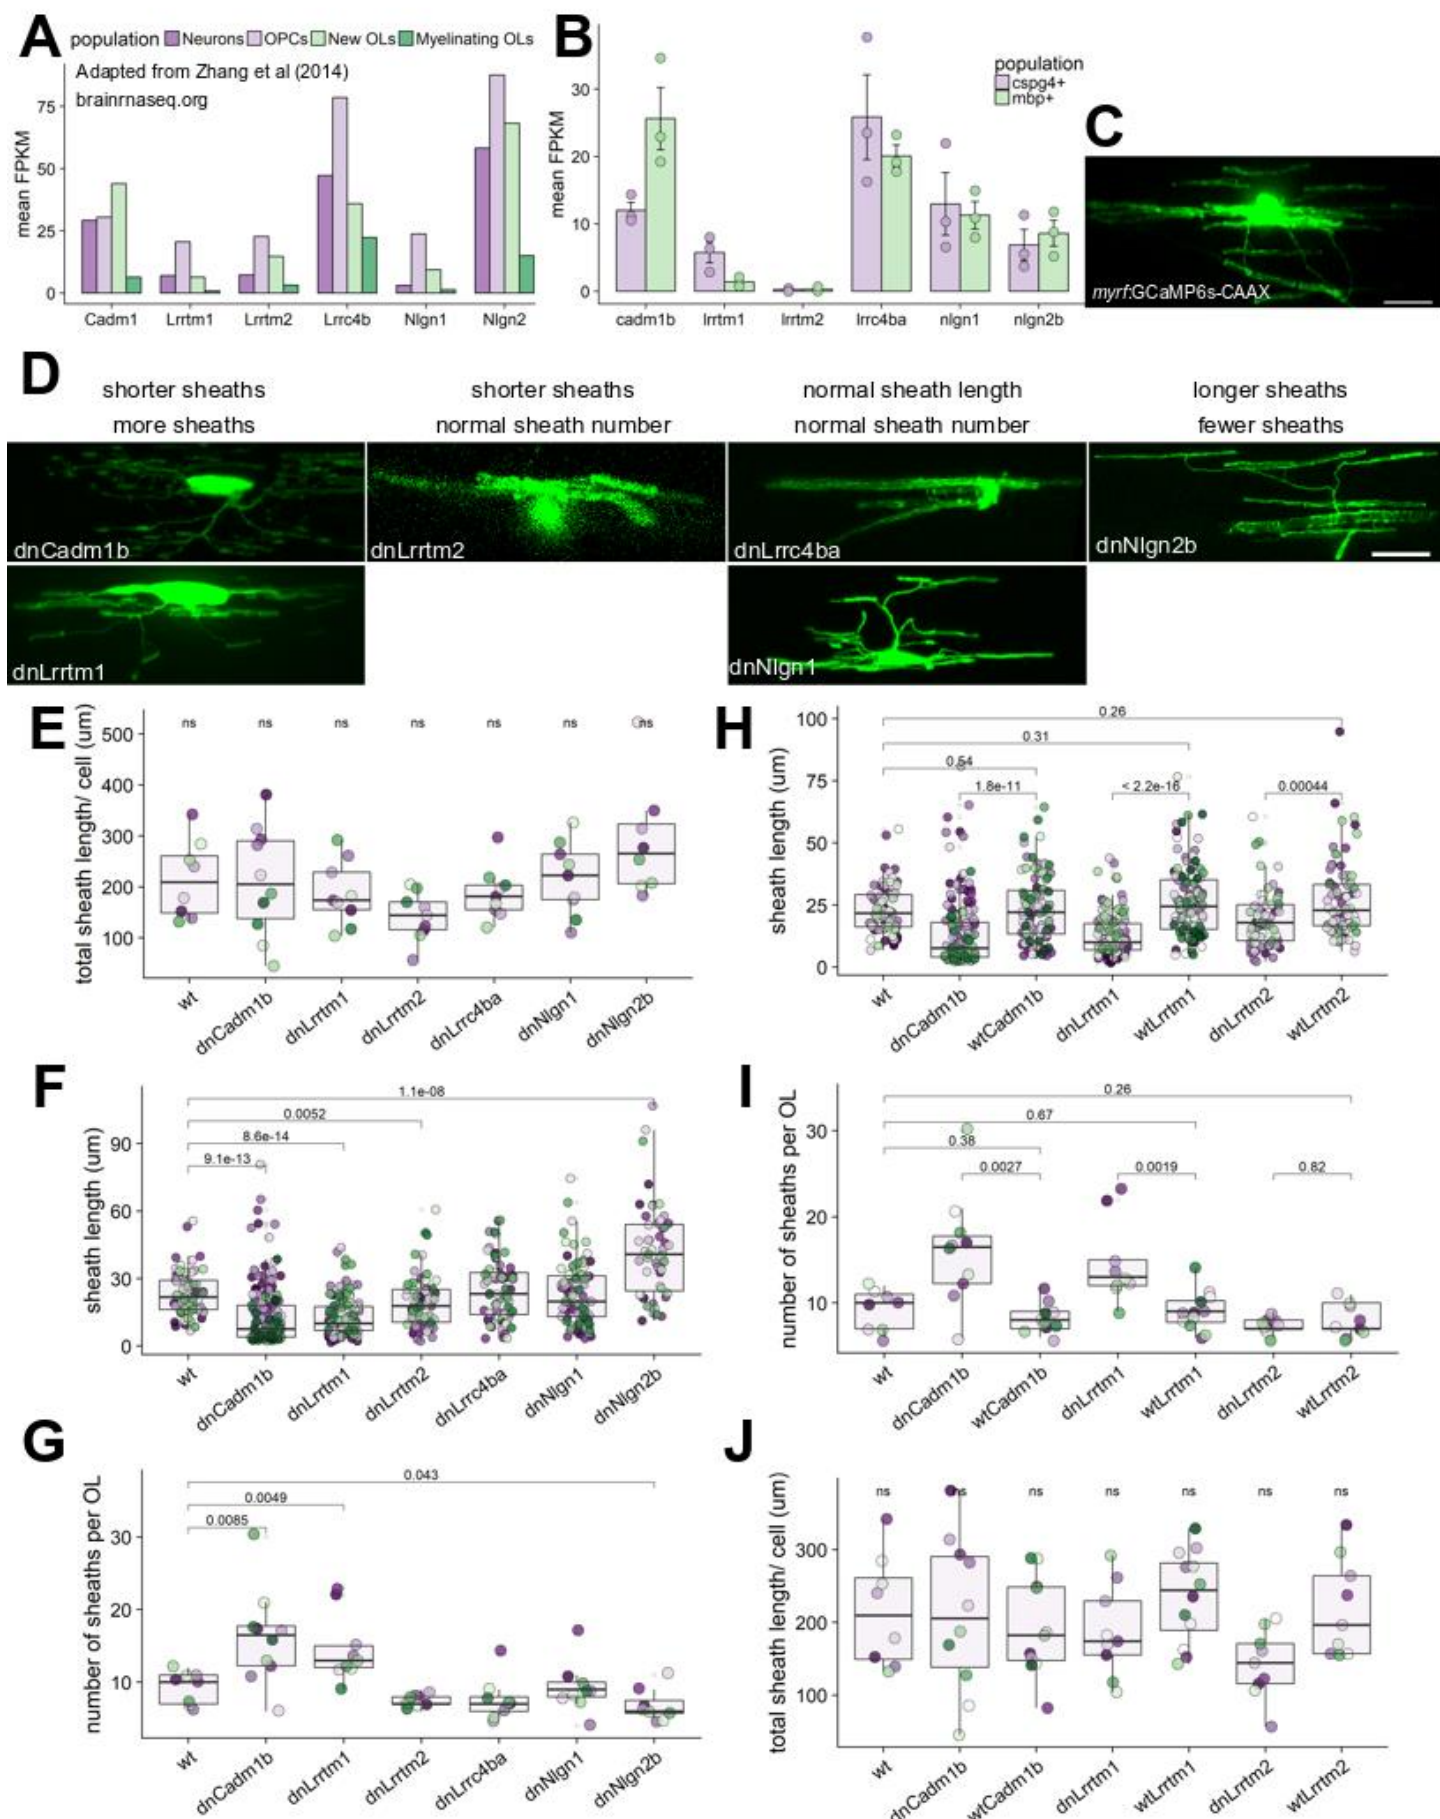 A
population Neurons OPCs New OLs Myelinating OLs
Adapted from Zhang et al (2014)
brainrnaseq.org
mean FPKM
75
50
25
0
Cadm1 Lrrtm1 Lrrtm2 Lrrc4b Nlgn1 Nlgn2
B
population
cspg4+
mbp+
mean FPKM
30
20
10
0
cadm1b lrrtm1 lrrtm2 lrrc4ba nlgn1 nlgn2b
C
myrf:GCaMP6s-CAAX
D
shorter sheaths
more sheaths
shorter sheaths
normal sheath number
normal sheath length
normal sheath number
longer sheaths
fewer sheaths
dnCadm1b
dnLrrtm2
dnLrrc4ba
dnNlgn2b
dnLrrtm1
dnNlgn1
E
total sheath length/ cell (um)
500
400
300
200
100
ns ns ns ns ns ns ns
wt dnCadm1b dnLrrtm1 dnLrrtm2 dnLrrc4ba dnNlgn1 dnNlgn2b
H
sheath length (um)
100
75
50
25
0
0.26
0.31
0.54
1.8e-11 < 2.2e-16 0.00044
wt dnCadm1b wtCadm1b dnLrrtm1 wtLrrtm1 dnLrrtm2 wtLrrtm2
F
sheath length (um)
90
60
30
0
1.1e-08
0.0052
8.6e-14
9.1e-13
wt dnCadm1b dnLrrtm1 dnLrrtm2 dnLrrc4ba dnNlgn1 dnNlgn2b
I
number of sheaths per OL
30
20
10
0.26
0.67
0.38
0.0027 0.0019 0.82
wt dnCadm1b wtCadm1b dnLrrtm1 wtLrrtm1 dnLrrtm2 wtLrrtm2
G
number of sheaths per OL
30
20
10
0.043
0.0049
0.0085
wt dnCadm1b dnLrrtm1 dnLrrtm2 dnLrrc4ba dnNlgn1 dnNlgn2b
J
total sheath length/ cell (um)
300
200
100
ns ns ns ns ns ns ns
wt dnCadm1b wtCadm1b dnLrrtm1 wtLrrtm1 dnLrrtm2 wtLrrtm2